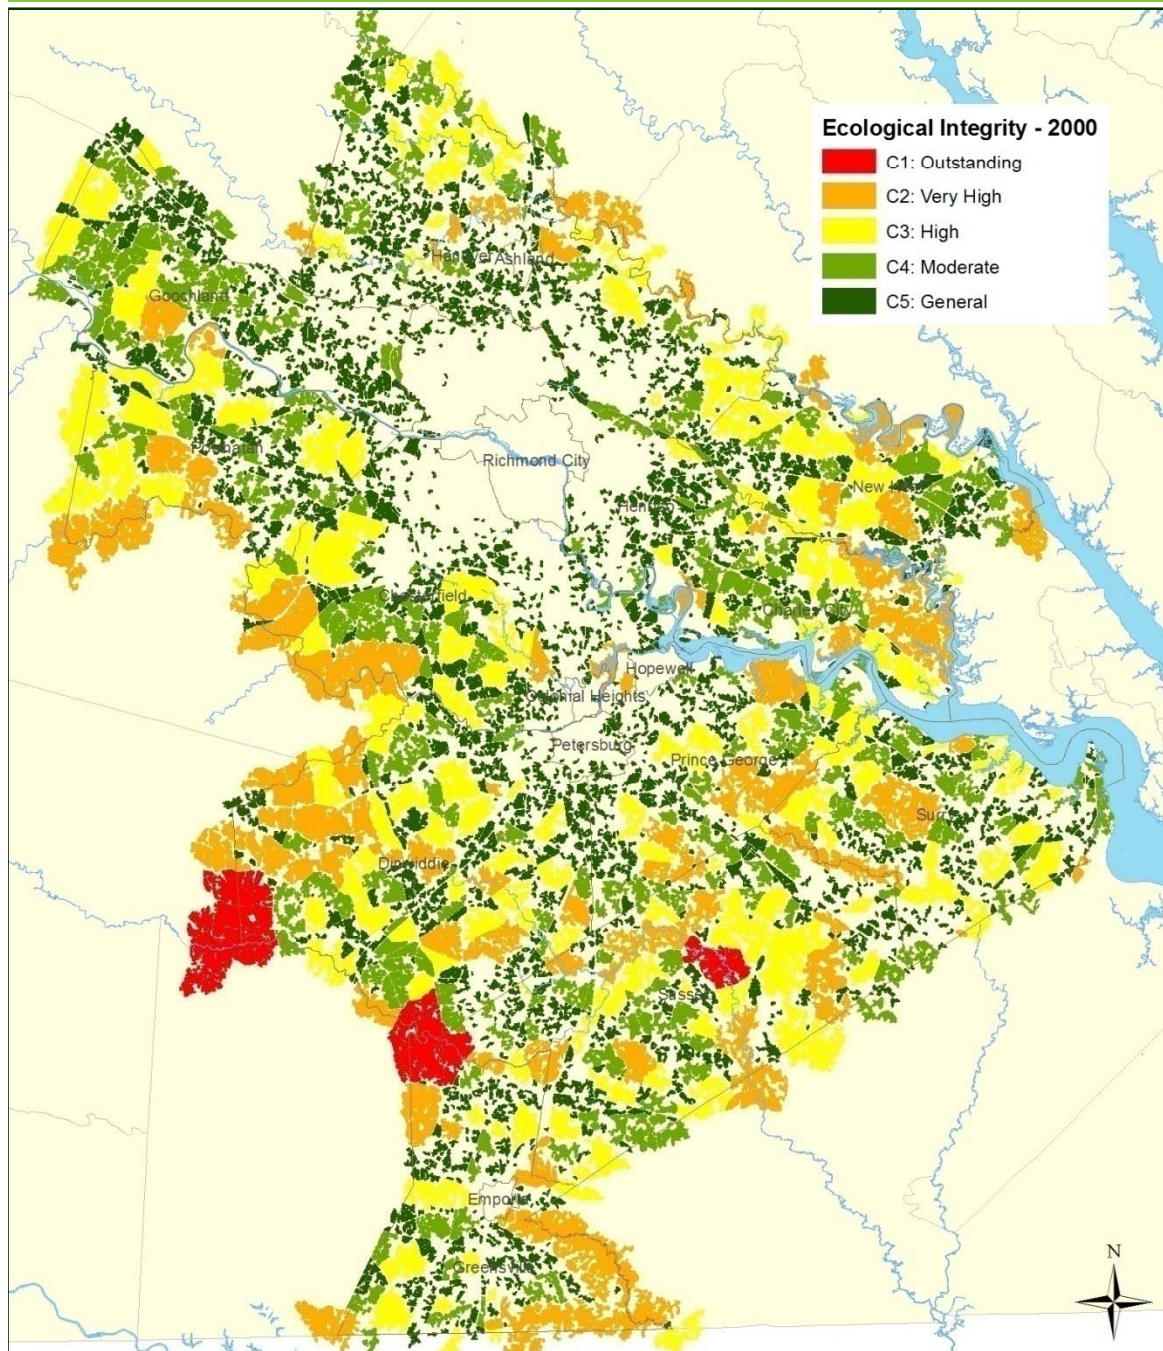 Ecological Integrity - 2000
C1: Outstanding
C2: Very High
C3: High
C4: Moderate
C5: General
Hanover
Ashland
Goochland
Powhatan
Richmond City
New Kent
Henrico
Chesterfield
Charles City
Hopewell
Colonial Heights
Petersburg
Prince George
Surry
Dinwiddie
Sussex
Emporia
Greensville
N